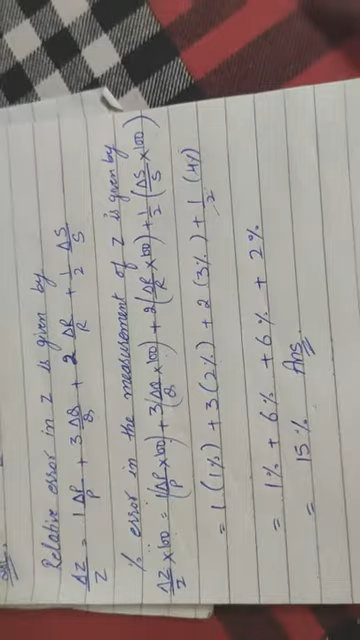 Relative error in Z is given by
ΔZ/Z = 1 ΔP/P + 3 ΔQ/Q + 2 ΔR/R + 1/2 ΔS/S
% error in the measurement of Z is given by
ΔZ/Z × 100 = 1(ΔP/P × 100) + 3(ΔQ/Q × 100) + 2(ΔR/R × 100) + 1/2 (ΔS/S × 100)
= 1(1%) + 3(2%) + 2(3%) + 1/2 (4%)
= 1% + 6% + 6% + 2%
= 15% Ans